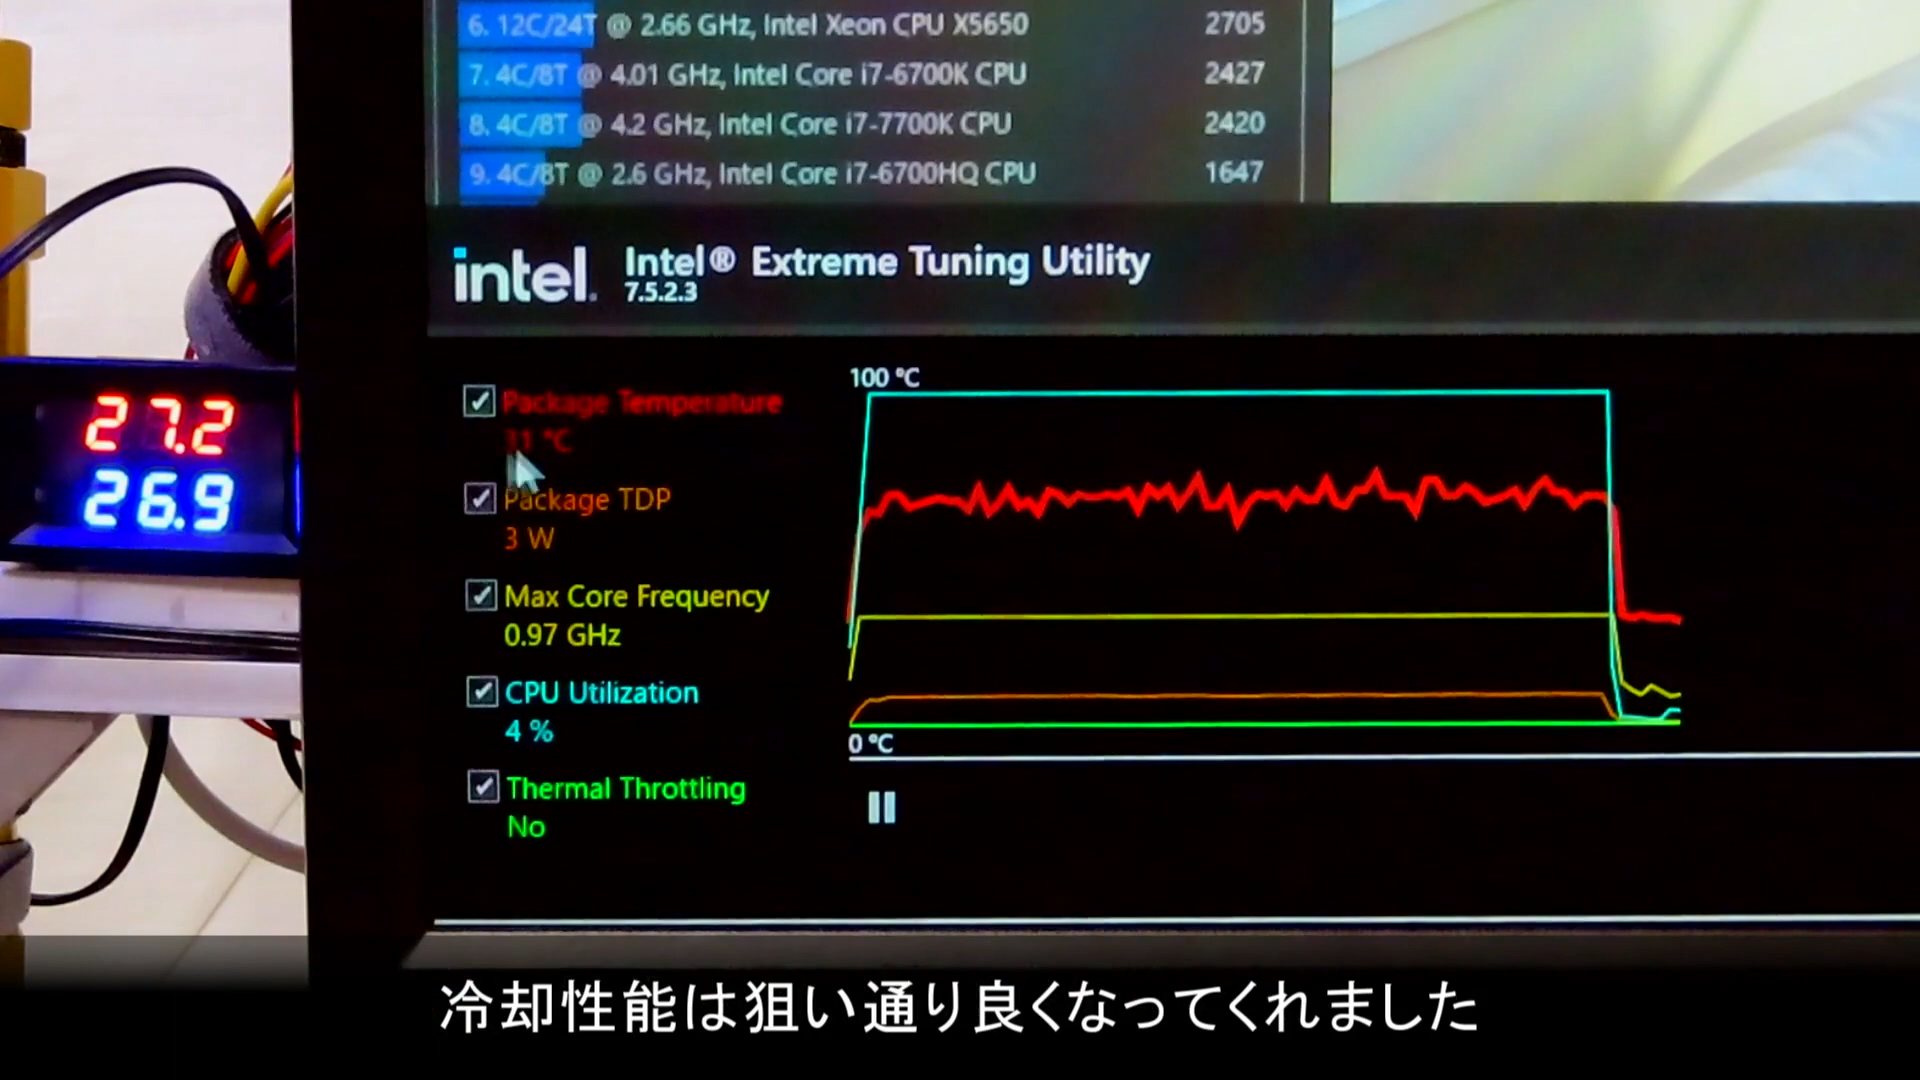 6. 12C/24T @ 2.66 GHz, Intel Xeon CPU X5650 2705
7. 4C/8T @ 4.01 GHz, Intel Core i7-6700K CPU 2427
8. 4C/8T @ 4.2 GHz, Intel Core i7-7700K CPU 2420
9. 4C/8T @ 2.6 GHz, Intel Core i7-6700HQ CPU 1647
intel.
Intel® Extreme Tuning Utility
7.5.2.3
27.2
26.9
Package Temperature
31 °C
Package TDP
3 W
Max Core Frequency
0.97 GHz
CPU Utilization
4 %
Thermal Throttling
No
100 °C
0 °C
冷却性能は狙い通り良くなってくれました